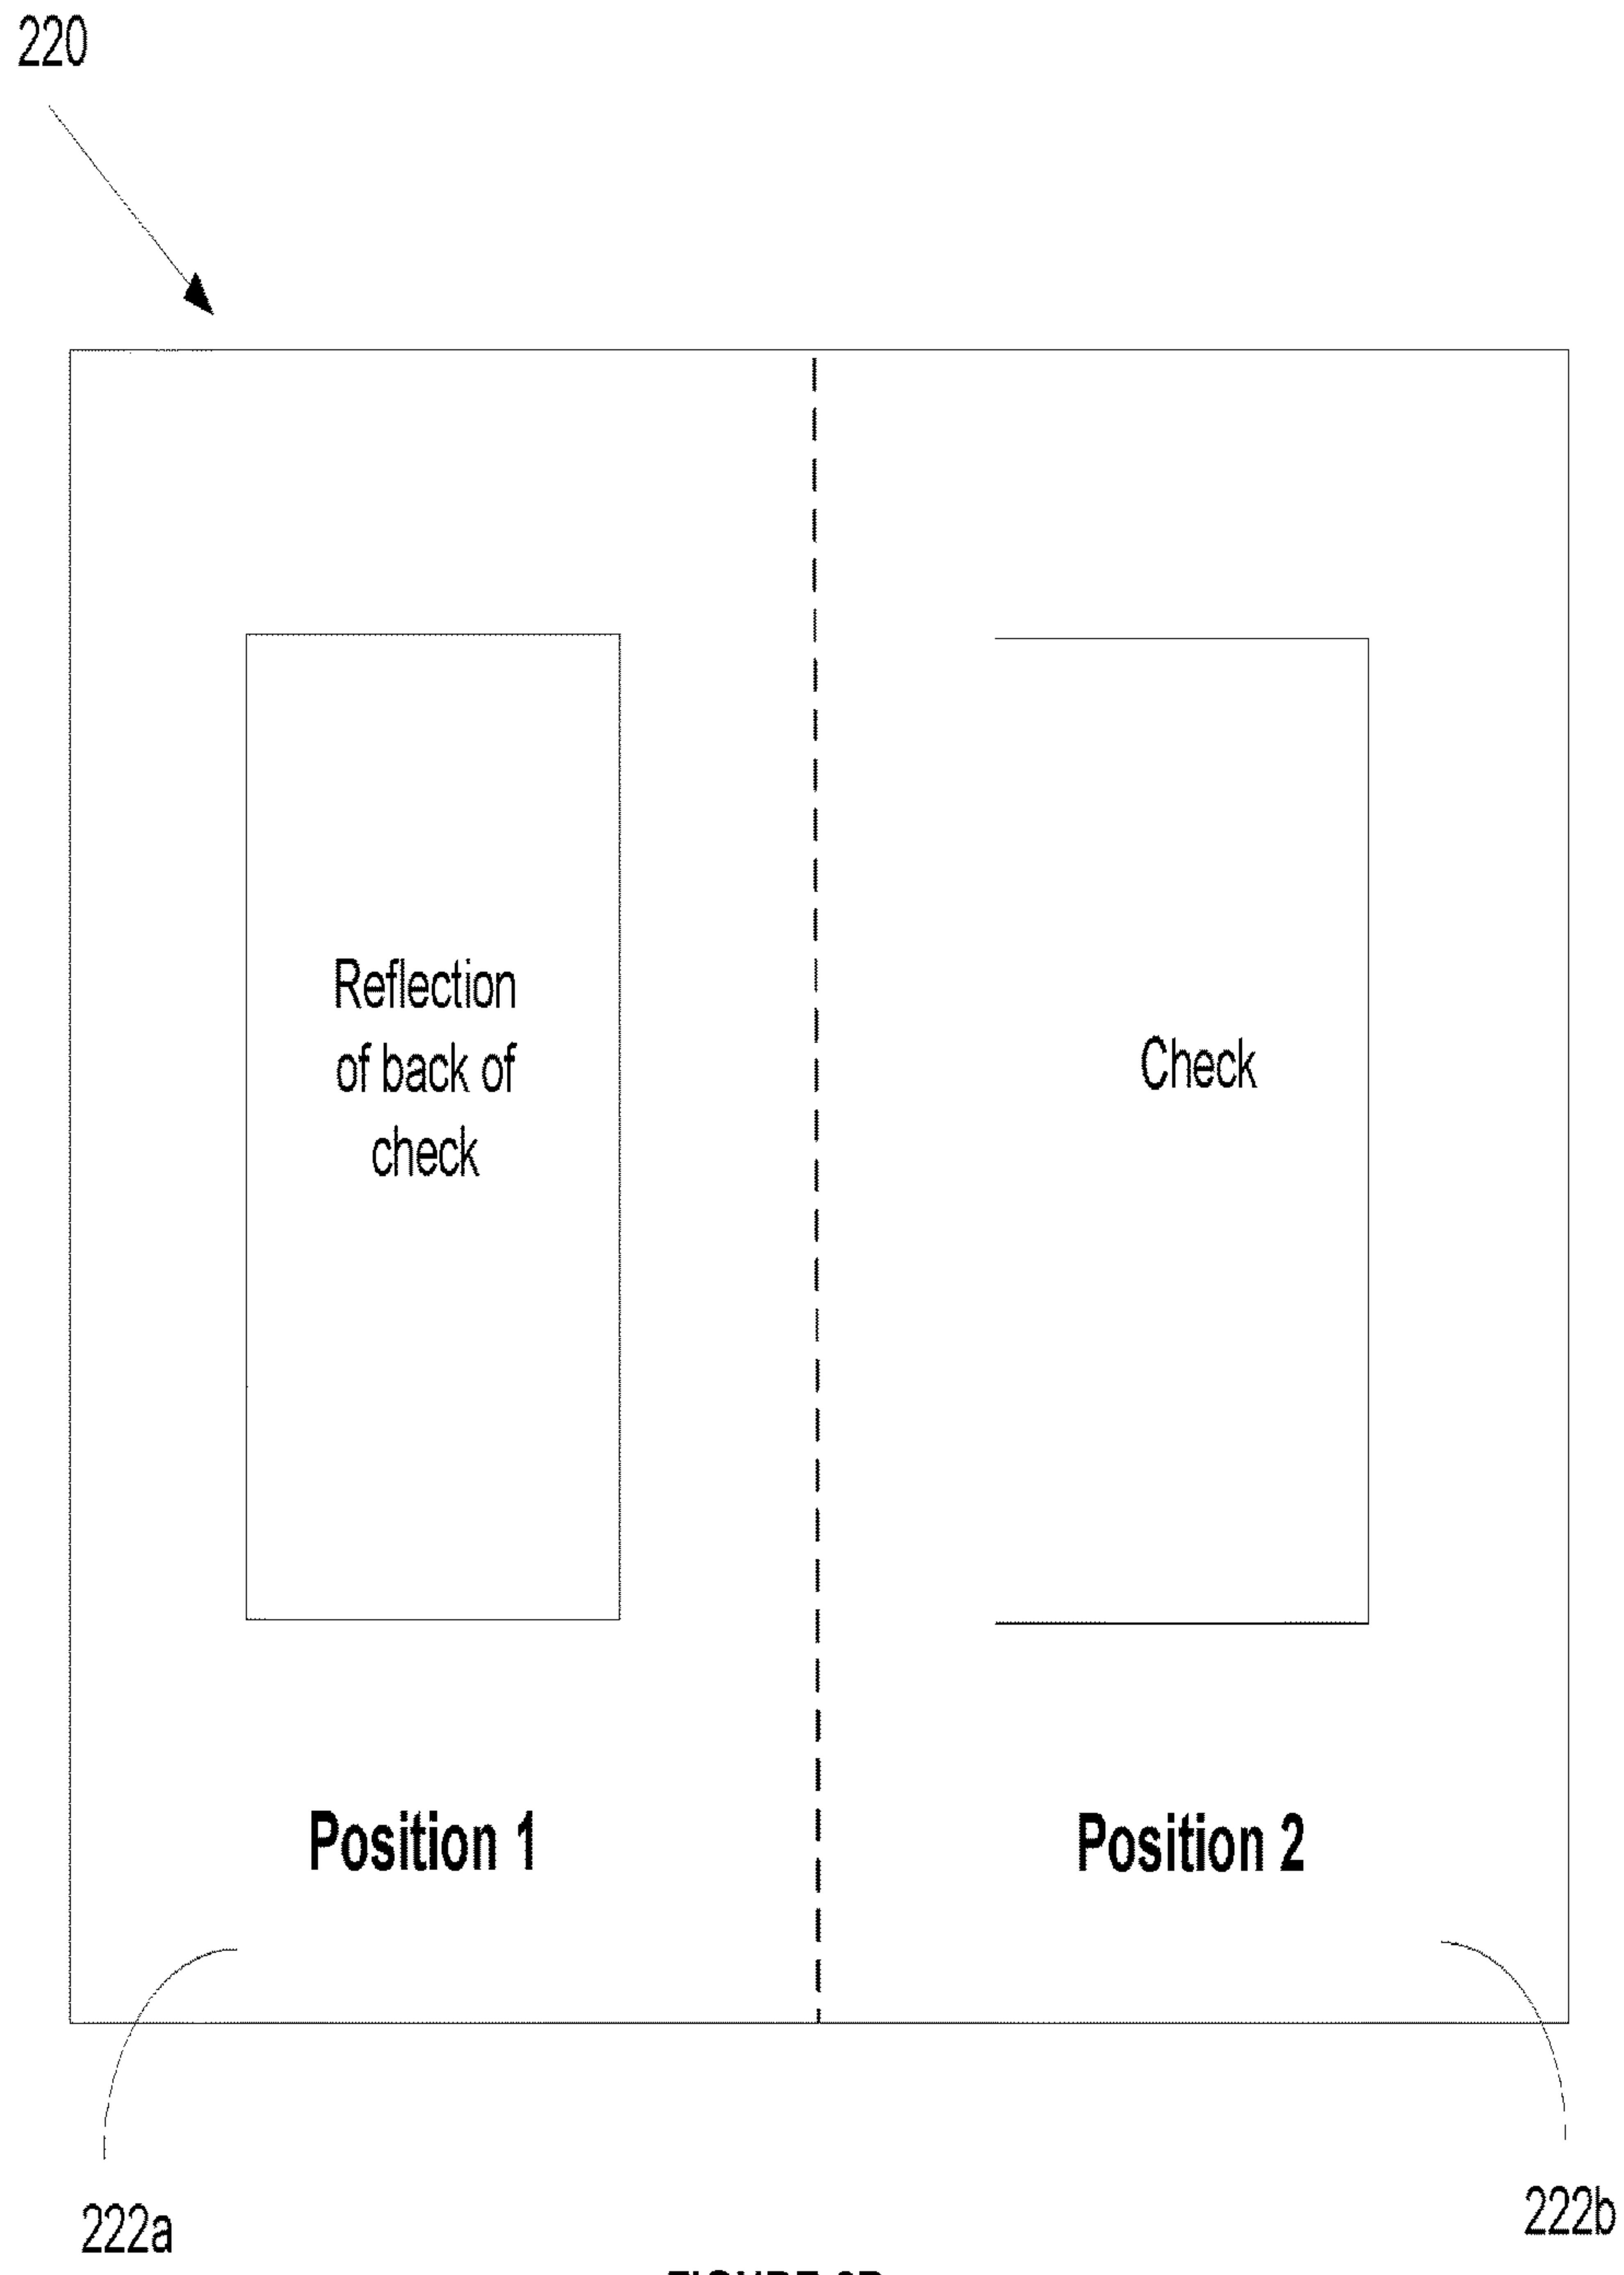 220
Reflection
of back of
check
Check
Position 1
Position 2
222a
222b